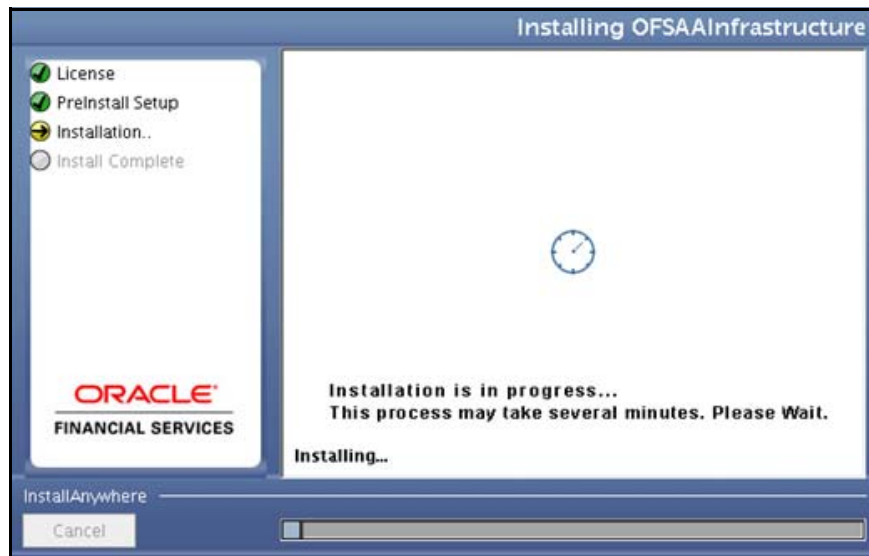 Installing OFSAAInfrastructure
License
PreInstall Setup
Installation..
Install Complete
ORACLE
FINANCIAL SERVICES
Installation is in progress...
This process may take several minutes. Please Wait.
Installing...
InstallAnywhere
Cancel